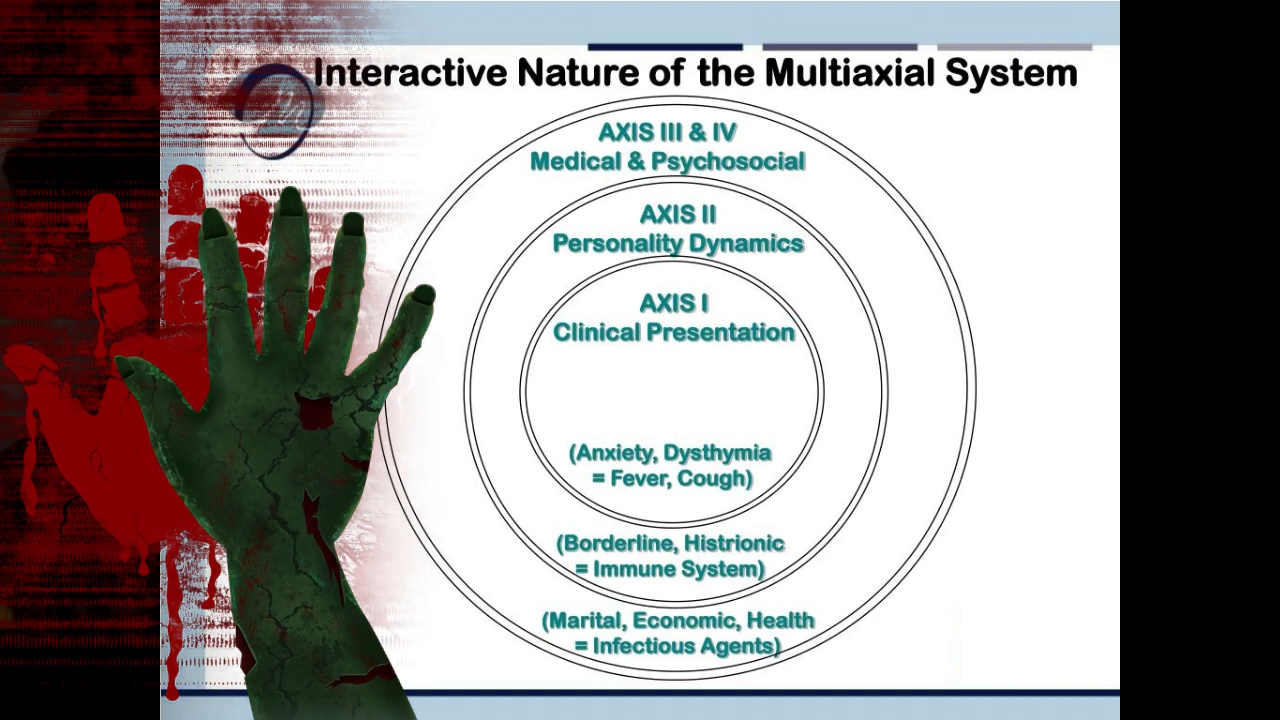 Interactive Nature of the Multiaxial System
AXIS III & IV
Medical & Psychosocial
AXIS II
Personality Dynamics
AXIS I
Clinical Presentation
(Anxiety, Dysthymia
= Fever, Cough)
(Borderline, Histrionic
= Immune System)
(Marital, Economic, Health
= Infectious Agents)